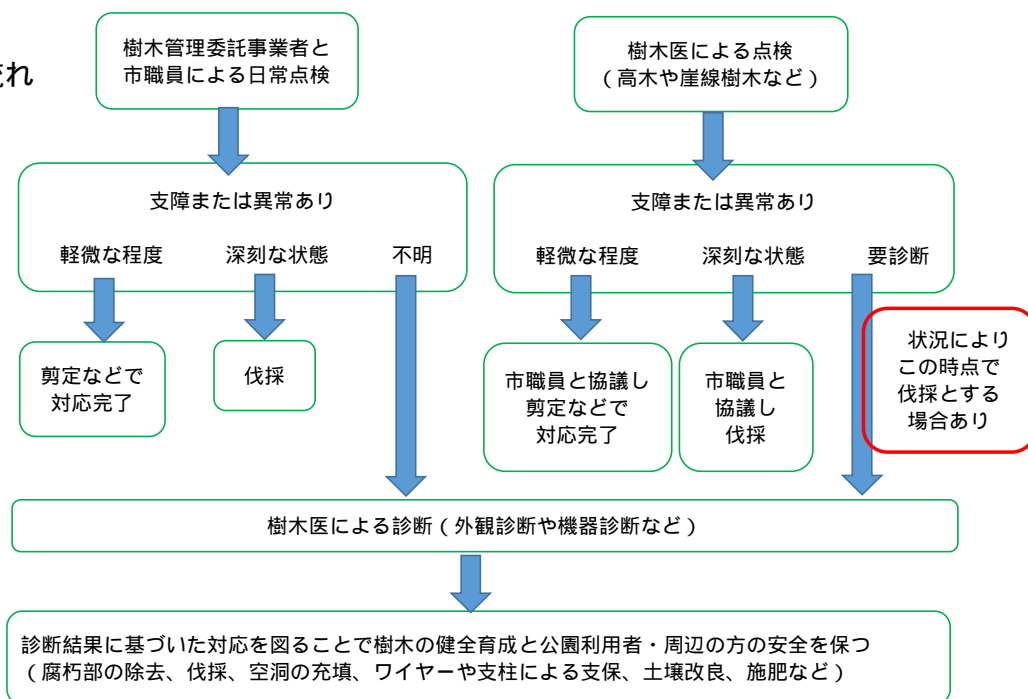 れ
樹木管理委託事業者と
市職員による日常点検
樹木医による点検
（高木や崖線樹木など）
支障または異常あり
軽微な程度 深刻な状態 不明
支障または異常あり
軽微な程度 深刻な状態 要診断
剪定などで
対応完了
伐採
市職員と協議し
剪定などで
対応完了
市職員と
協議し
伐採
状況により
この時点で
伐採とする
場合あり
樹木医による診断（外観診断や機器診断など）
診断結果に基づいた対応を図ることで樹木の健全育成と公園利用者・周辺の方の安全を保つ
（腐朽部の除去、伐採、空洞の充填、ワイヤーや支柱による支保、土壌改良、施肥など）